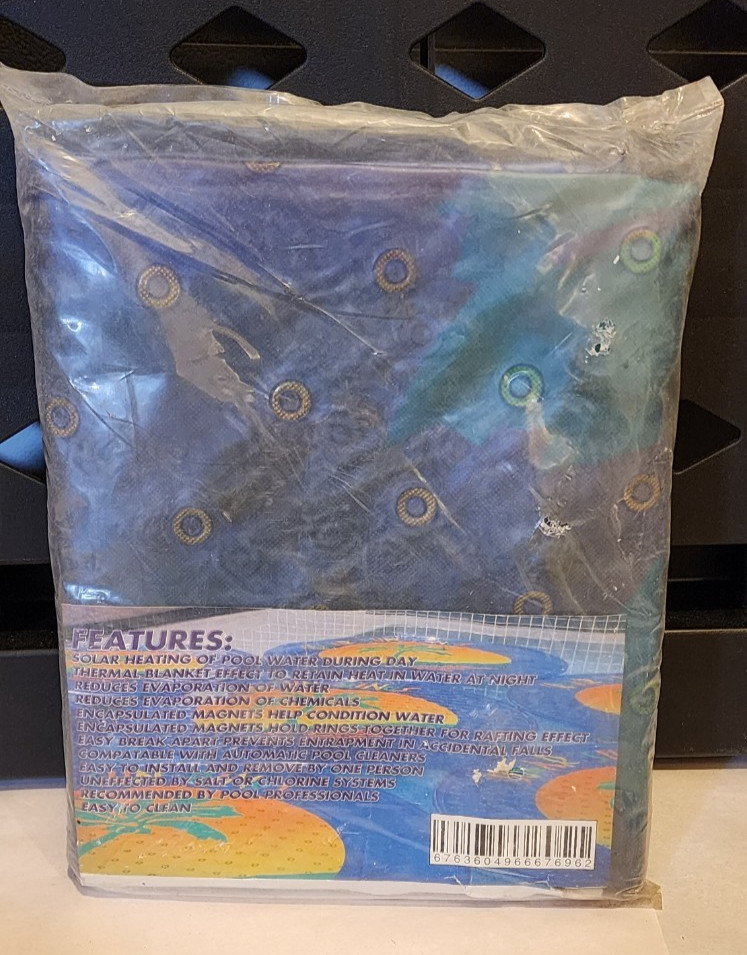 FEATURES:
SOLAR HEATING OF POOL WATER DURING DAY
THERMAL BLANKET EFFECT TO RETAIN HEAT IN WATER AT NIGHT
REDUCES EVAPORATION OF WATER
REDUCES EVAPORATION OF CHEMICALS
ENCAPSULATED MAGNETS HELP CONDITION WATER
ENCAPSULATED MAGNETS HOLD RINGS TOGETHER FOR RAFTING EFFECT
EASY BREAK APART PREVENTS ENTRAPMENT IN ACCIDENTAL FALLS
COMPATABLE WITH AUTOMATIC POOL CLEANERS
EASY TO INSTALL AND REMOVE BY ONE PERSON
UNEFFECTED BY SALT OR CHLORINE SYSTEMS
RECOMMENDED BY POOL PROFESSIONALS
EASY TO CLEAN
6763604966676962